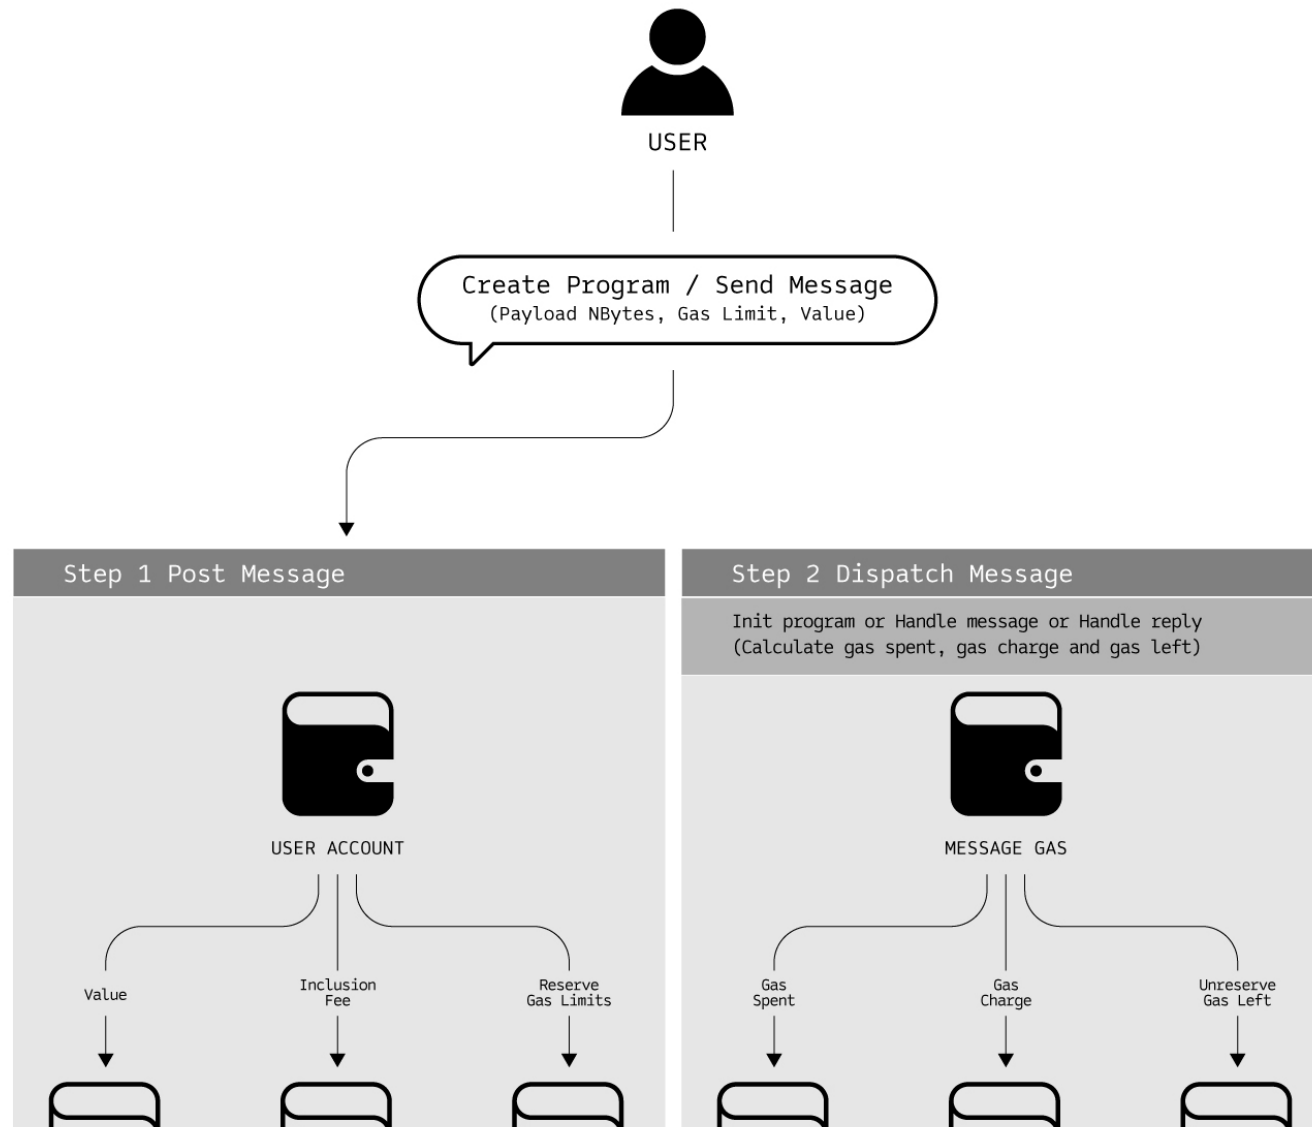 USER
Create Program / Send Message
(Payload NBytes, Gas Limit, Value)
Step 1 Post Message
USER ACCOUNT
Value
Inclusion
Fee
Reserve
Gas Limits
Step 2 Dispatch Message
Init program or Handle message or Handle reply
(Calculate gas spent, gas charge and gas left)
MESSAGE GAS
Gas
Spent
Gas
Charge
Unreserve
Gas Left